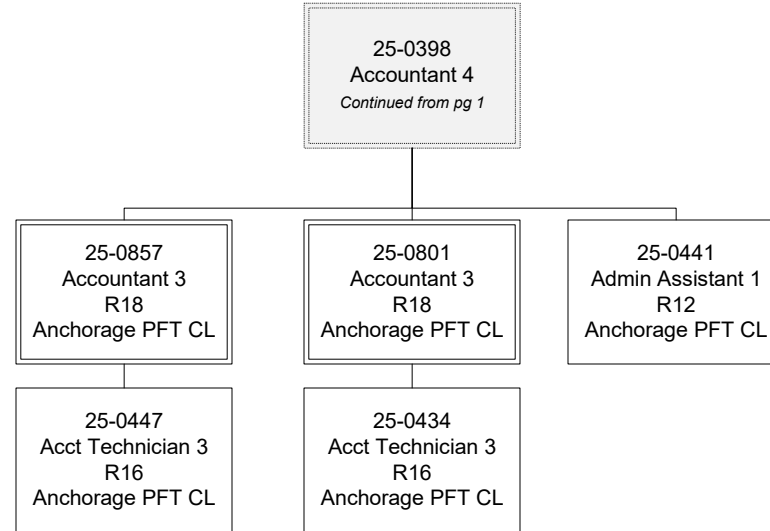 25-0398
Accountant 4
Continued from pg 1
25-0857
Accountant 3
R18
Anchorage PFT CL
25-0801
Accountant 3
R18
Anchorage PFT CL
25-0441
Admin Assistant 1
R12
Anchorage PFT CL
25-0447
Acct Technician 3
R16
Anchorage PFT CL
25-0434
Acct Technician 3
R16
Anchorage PFT CL